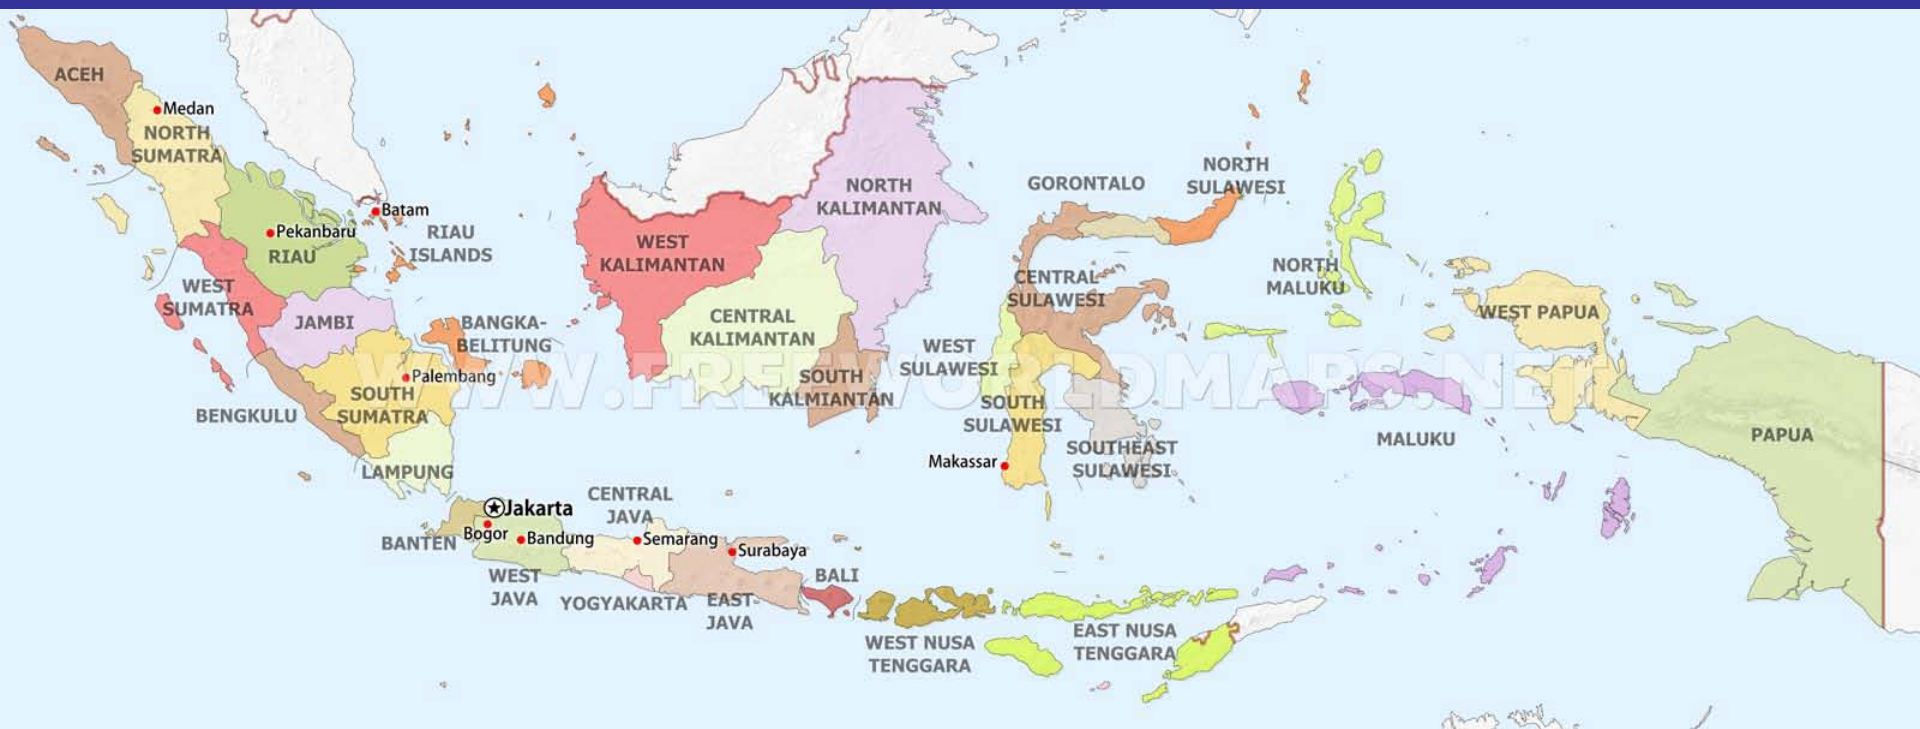 ACEH
Medan
NORTH
SUMATRA
Batam
Pekanbaru
RIAU
RIAU
ISLANDS
WEST
SUMATRA
JAMBI
BANGKA-
BELITUNG
Palembang
SOUTH
SUMATRA
BENGKULU
LAMPUNG
Jakarta
Bogor
BANTEN
Bandung
WEST
JAVA
CENTRAL
JAVA
Semarang
YOGYAKARTA
Surabaya
EAST-
JAVA
BALI
WEST NUSA
TENGGARA
EAST NUSA
TENGGARA
NORTH
KALIMANTAN
WEST
KALIMANTAN
CENTRAL
KALIMANTAN
SOUTH
KALMIANTAN
GORONTALO
NORTH
SULAWESI
CENTRAL
SULAWESI
WEST
SULAWESI
SOUTH
SULAWESI
SOUTHEAST
SULAWESI
Makassar
NORTH
MALUKU
MALUKU
WEST PAPUA
PAPUA
WWW.FREEWORLDMAPS.NET